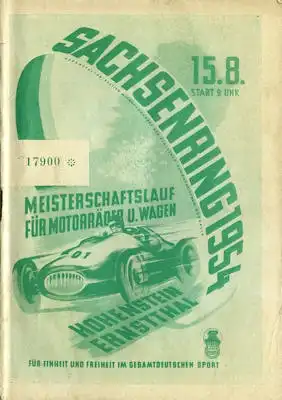 SACHSENRING 1954
15.8.
START 9 UHR
17900 *
MEISTERSCHAFTSLAUF
FÜR MOTORRÄDER U. WAGEN
101
HOHENSTEIN
ERNSTTHAL
FÜR EINHEIT UND FREIHEIT IM GESAMTDEUTSCHEN SPORT